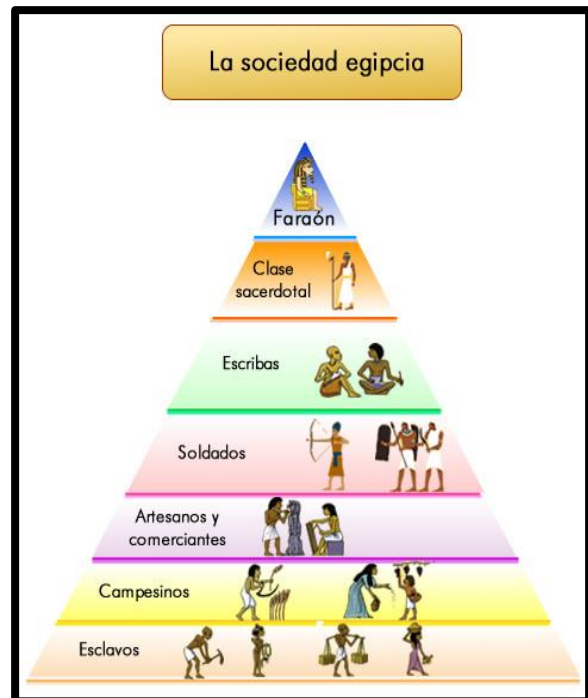 La sociedad egipcia
Faraón
Clase
sacerdotal
Escribas
Soldados
Artesanos y
comerciantes
Campesinos
Esclavos